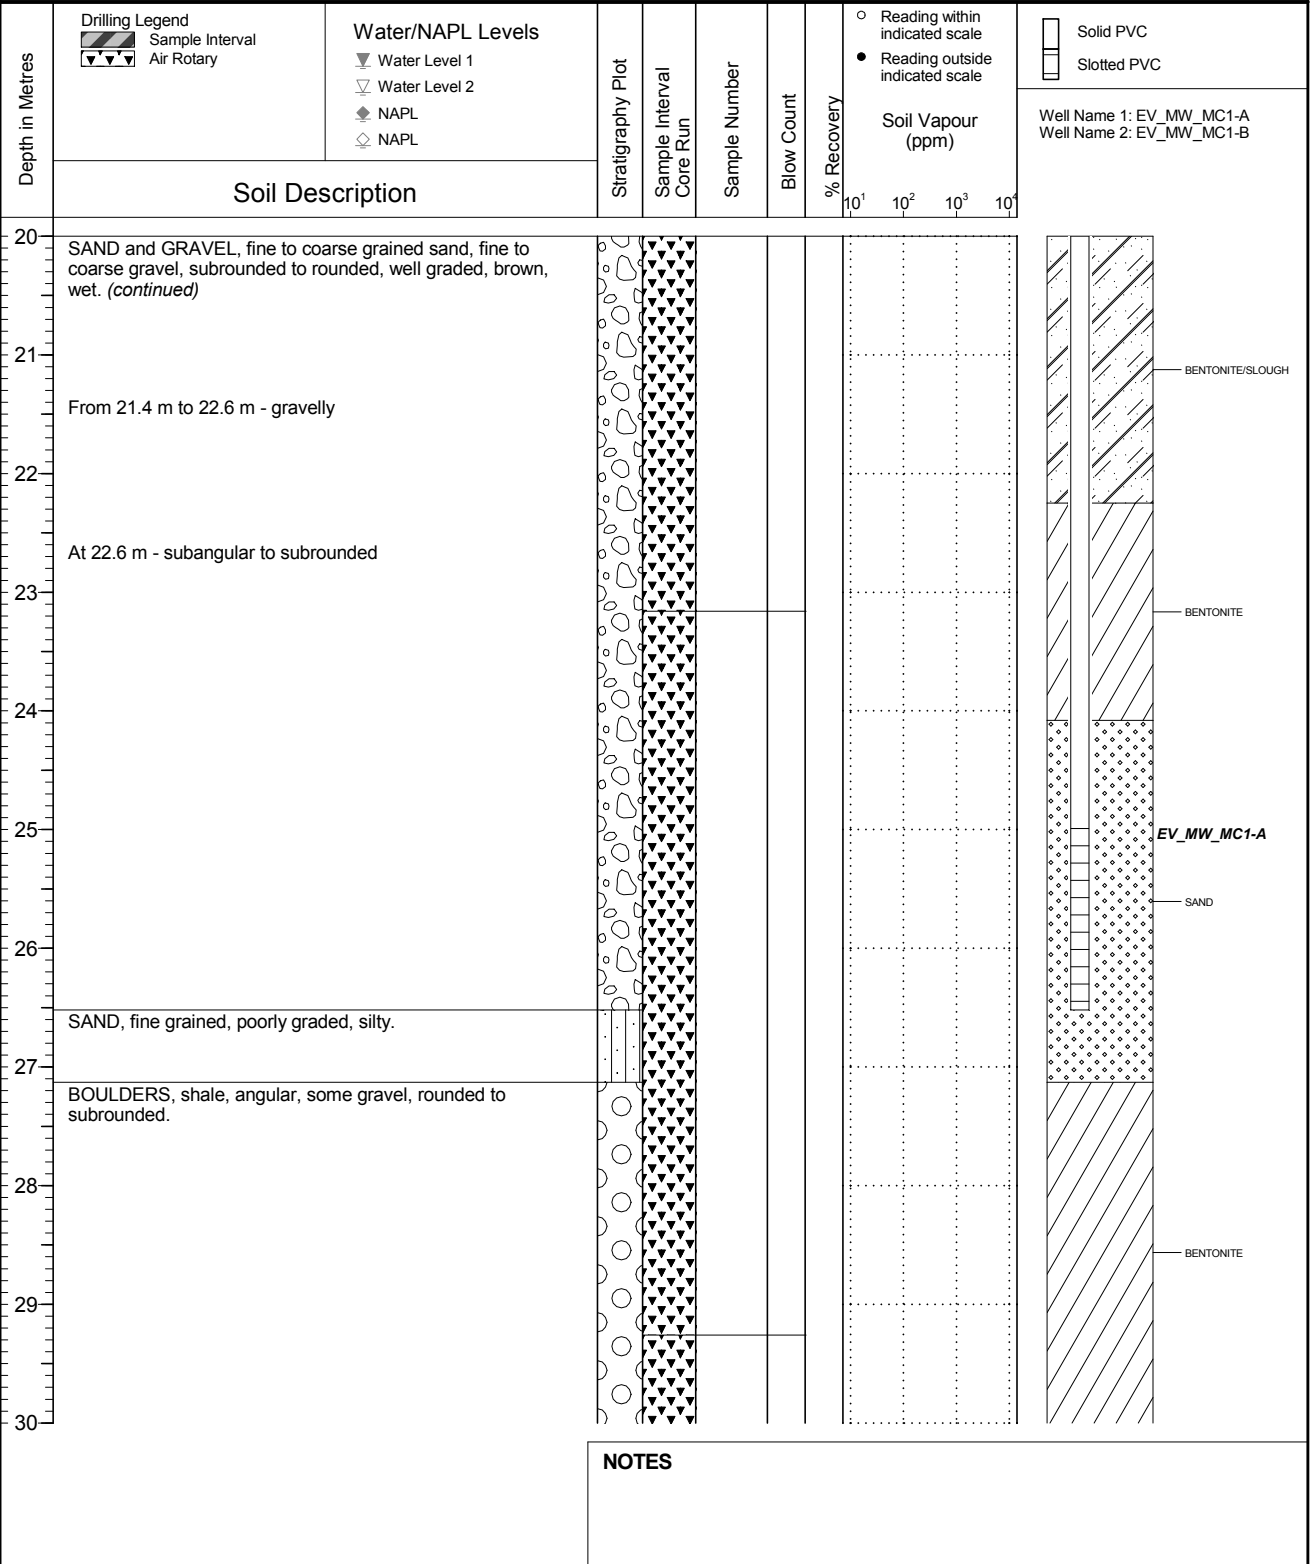 Depth in Metres
Drilling Legend
Sample Interval
Air Rotary
Water/NAPL Levels
Water Level 1
Water Level 2
NAPL
NAPL
Soil Description
Stratigraphy Plot
Sample Interval
Core Run
Sample Number
Blow Count
% Recovery
Reading within
indicated scale
Reading outside
indicated scale
Soil Vapour
(ppm)
10¹ 10² 10³ 10⁴
Solid PVC
Slotted PVC
Well Name 1: EV_MW_MC1-A
Well Name 2: EV_MW_MC1-B
20
SAND and GRAVEL, fine to coarse grained sand, fine to
coarse gravel, subrounded to rounded, well graded, brown,
wet. (continued)
21
BENTONITE/SLOUGH
From 21.4 m to 22.6 m - gravelly
22
At 22.6 m - subangular to subrounded
23
BENTONITE
24
25
EV_MW_MC1-A
SAND
26
SAND, fine grained, poorly graded, silty.
27
BOULDERS, shale, angular, some gravel, rounded to
subrounded.
28
BENTONITE
29
30
NOTES